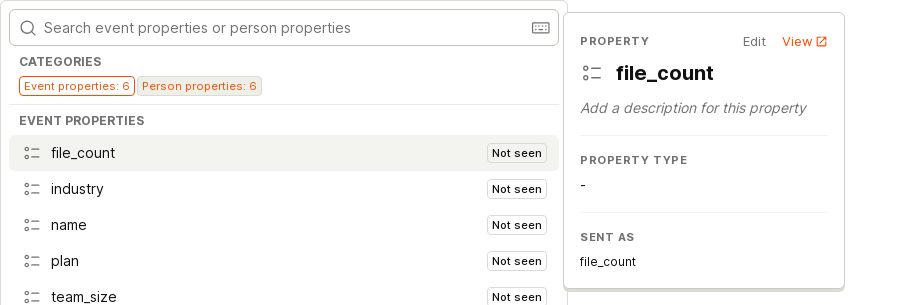 Search event properties or person properties
CATEGORIES
Event properties: 6 Person properties: 6
EVENT PROPERTIES
file_count Not seen
industry Not seen
name Not seen
plan Not seen
team_size Not seen
PROPERTY Edit View
file_count
Add a description for this property
PROPERTY TYPE
-
SENT AS
file_count